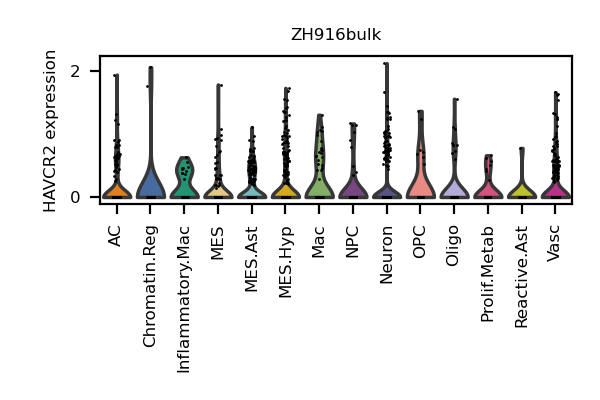 ZH916bulk
HAVCR2 expression
2
0
AC
Chromatin.Reg
Inflammatory.Mac
MES
MES.Ast
MES.Hyp
Mac
NPC
Neuron
OPC
Oligo
Prolif.Metab
Reactive.Ast
Vasc